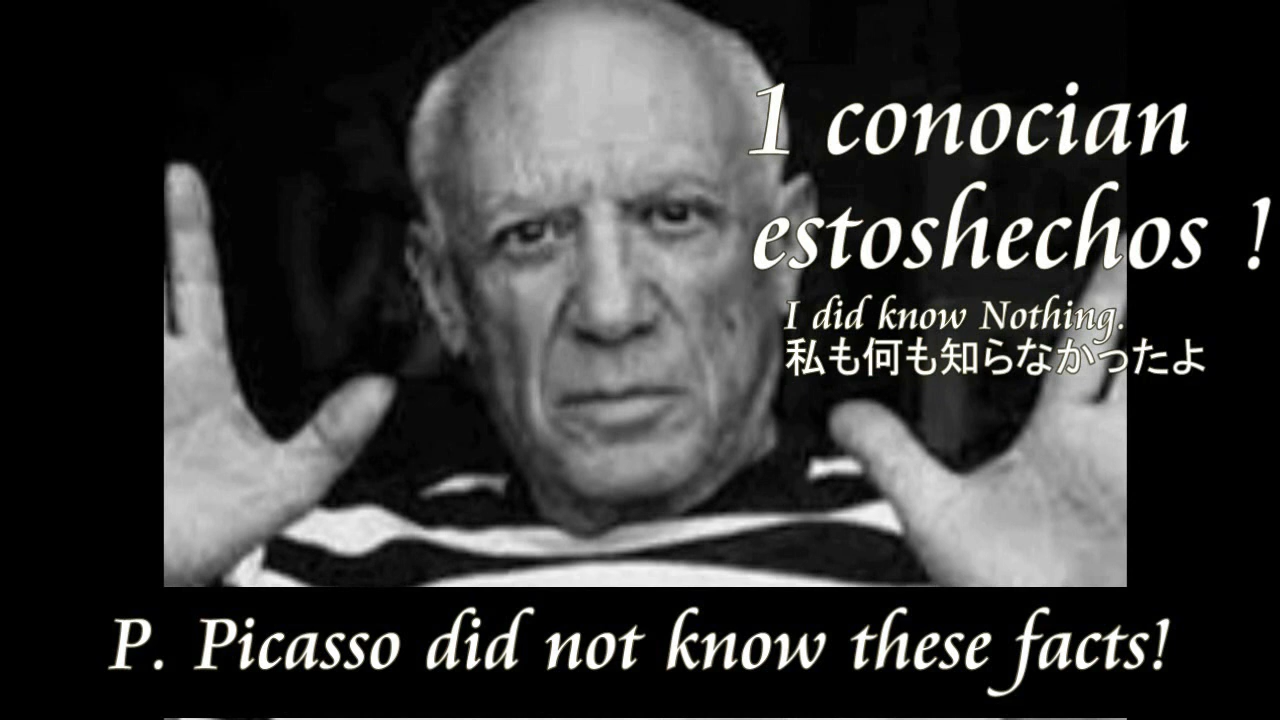 1 conocian
estoshechos !
I did know Nothing.
私も何も知らなかったよ
P. Picasso did not know these facts!